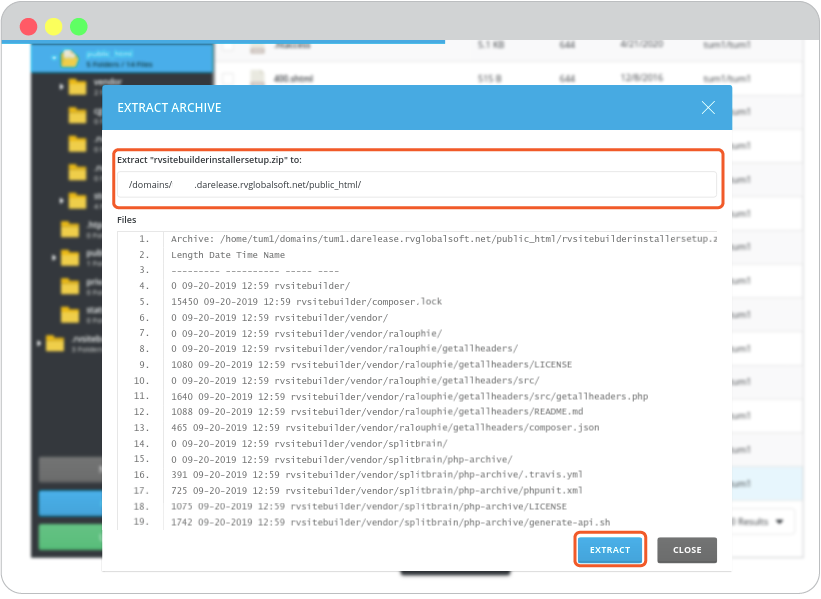 public_html
5 Folders / 14 Files
.htaccess 5.1 KB 644 4/21/2020 tum1/tum1
vendor
400.shtml 515 B 644 12/8/2016 tum1/tum1
EXTRACT ARCHIVE
Extract "rvsitebuilderinstallersetup.zip" to:
/domains/ .darelease.rvglobalsoft.net/public_html/
Files
1. Archive: /home/tum1/domains/tum1.darelease.rvglobalsoft.net/public_html/rvsitebuilderinstallersetup.z
2. Length Date Time Name
3. --------- ---------- ----- ----
4. 0 09-20-2019 12:59 rvsitebuilder/
5. 15450 09-20-2019 12:59 rvsitebuilder/composer.lock
6. 0 09-20-2019 12:59 rvsitebuilder/vendor/
7. 0 09-20-2019 12:59 rvsitebuilder/vendor/ralouphie/
8. 0 09-20-2019 12:59 rvsitebuilder/vendor/ralouphie/getallheaders/
9. 1080 09-20-2019 12:59 rvsitebuilder/vendor/ralouphie/getallheaders/LICENSE
10. 0 09-20-2019 12:59 rvsitebuilder/vendor/ralouphie/getallheaders/src/
11. 1640 09-20-2019 12:59 rvsitebuilder/vendor/ralouphie/getallheaders/src/getallheaders.php
12. 1088 09-20-2019 12:59 rvsitebuilder/vendor/ralouphie/getallheaders/README.md
13. 465 09-20-2019 12:59 rvsitebuilder/vendor/ralouphie/getallheaders/composer.json
14. 0 09-20-2019 12:59 rvsitebuilder/vendor/splitbrain/
15. 0 09-20-2019 12:59 rvsitebuilder/vendor/splitbrain/php-archive/
16. 391 09-20-2019 12:59 rvsitebuilder/vendor/splitbrain/php-archive/.travis.yml
17. 725 09-20-2019 12:59 rvsitebuilder/vendor/splitbrain/php-archive/phpunit.xml
18. 1075 09-20-2019 12:59 rvsitebuilder/vendor/splitbrain/php-archive/LICENSE
19. 1742 09-20-2019 12:59 rvsitebuilder/vendor/splitbrain/php-archive/generate-api.sh
Results
EXTRACT CLOSE